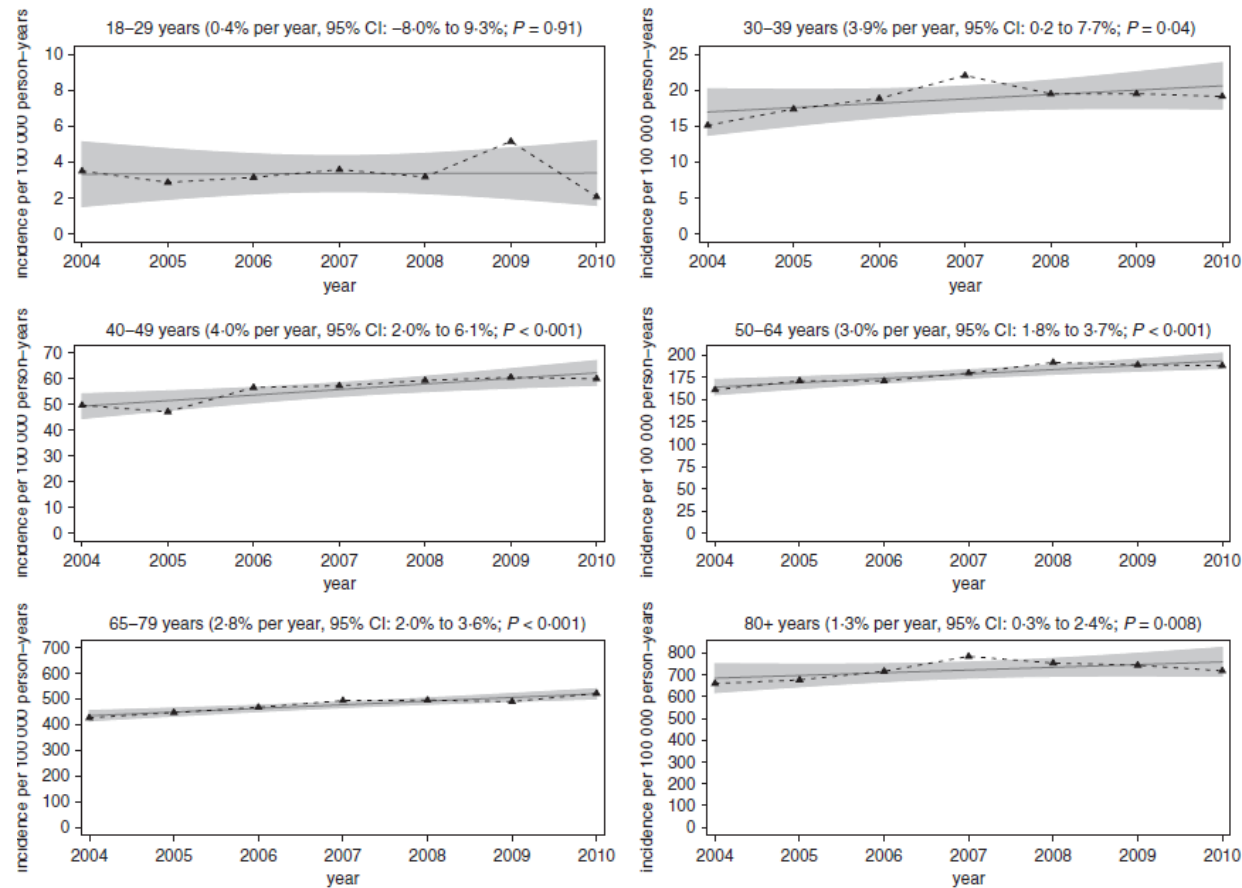 18–29 years (0·4% per year, 95% CI: –8·0% to 9·3%; P = 0·91)
incidence per 100 000 person–years
10
8
6
4
2
0
2004 2005 2006 2007 2008 2009 2010
year
30–39 years (3·9% per year, 95% CI: 0·2 to 7·7%; P = 0·04)
incidence per 100 000 person–years
25
20
15
10
5
0
2004 2005 2006 2007 2008 2009 2010
year
40–49 years (4·0% per year, 95% CI: 2·0% to 6·1%; P < 0·001)
incidence per 100 000 person–years
70
60
50
40
30
20
10
0
2004 2005 2006 2007 2008 2009 2010
year
50–64 years (3·0% per year, 95% CI: 1·8% to 3·7%; P < 0·001)
incidence per 100 000 person–years
200
175
150
125
100
75
50
25
0
2004 2005 2006 2007 2008 2009 2010
year
65–79 years (2·8% per year, 95% CI: 2·0% to 3·6%; P < 0·001)
incidence per 100 000 person–years
700
600
500
400
300
200
100
0
2004 2005 2006 2007 2008 2009 2010
year
80+ years (1·3% per year, 95% CI: 0·3% to 2·4%; P = 0·008)
incidence per 100 000 person–years
800
700
600
500
400
300
200
100
0
2004 2005 2006 2007 2008 2009 2010
year